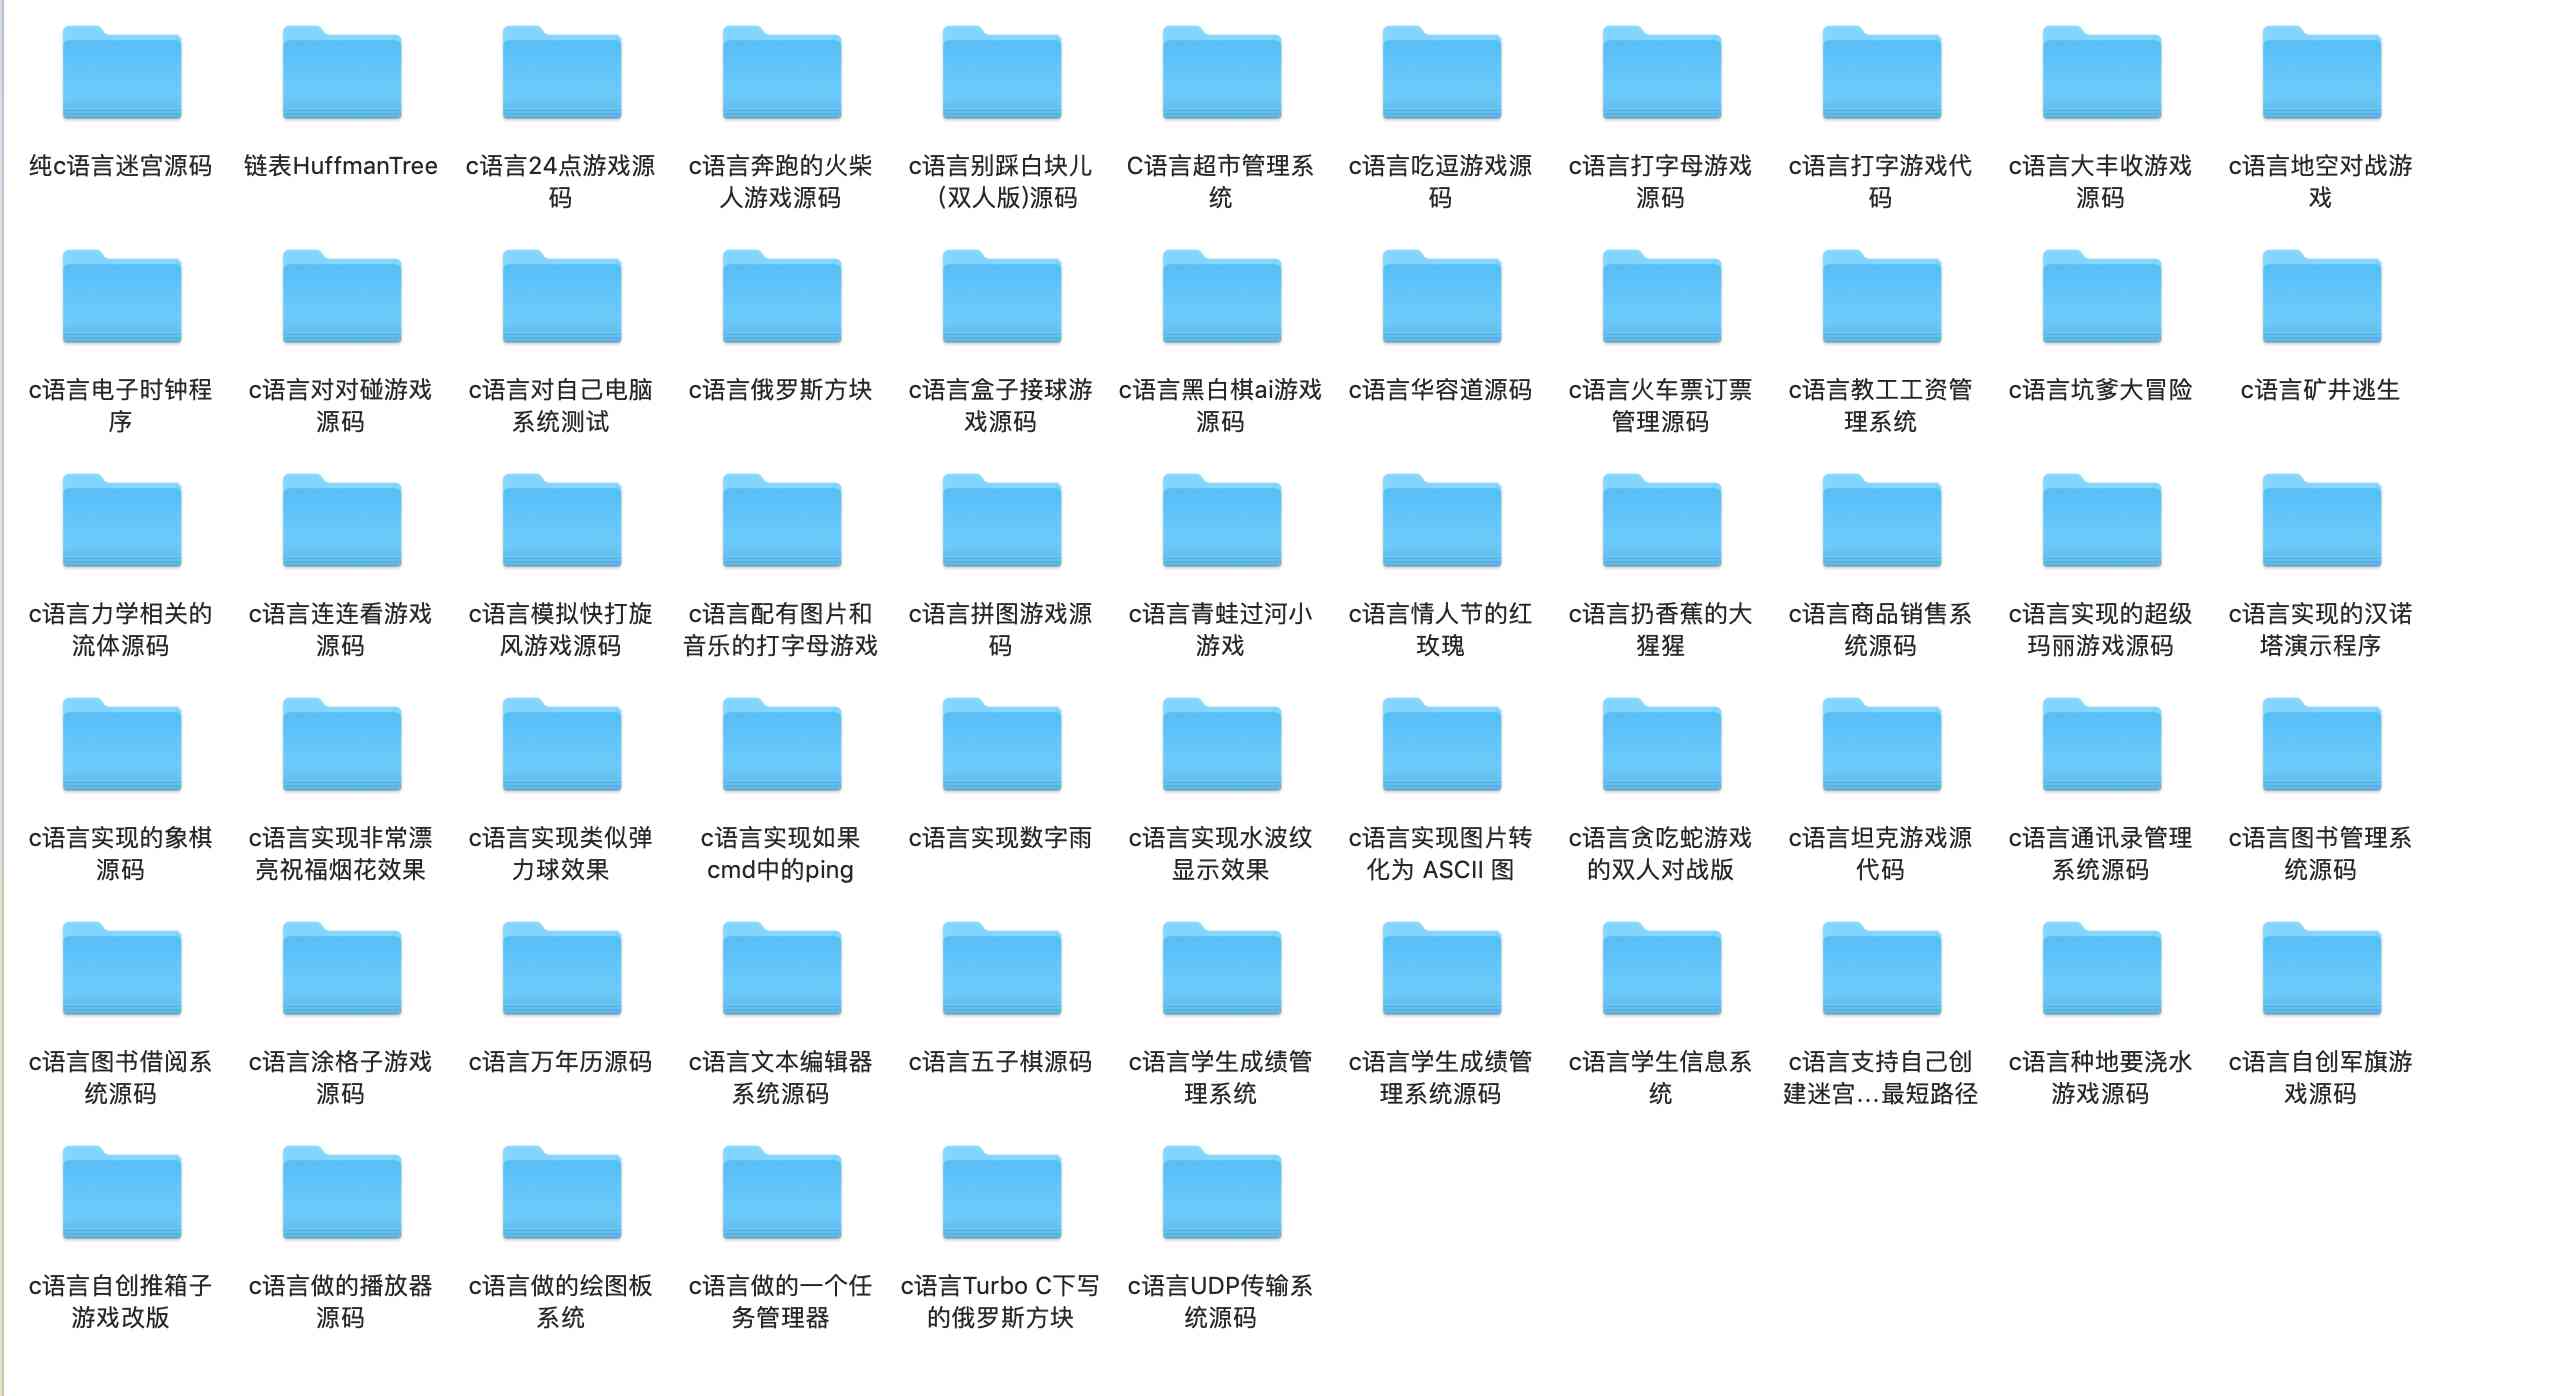 纯c语言迷宫源码
链表HuffmanTree
c语言24点游戏源
码
c语言奔跑的火柴
人游戏源码
c语言别踩白块儿
(双人版)源码
C语言超市管理系
统
c语言吃逗游戏源
码
c语言打字母游戏
源码
c语言打字游戏代
码
c语言大丰收游戏
源码
c语言地空对战游
戏
c语言电子时钟程
序
c语言对对碰游戏
源码
c语言对自己电脑
系统测试
c语言俄罗斯方块
c语言盒子接球游
戏源码
c语言黑白棋ai游戏
源码
c语言华容道源码
c语言火车票订票
管理源码
c语言教工工资管
理系统
c语言坑爹大冒险
c语言矿井逃生
c语言力学相关的
流体源码
c语言连连看游戏
源码
c语言模拟快打旋
风游戏源码
c语言配有图片和
音乐的打字母游戏
c语言拼图游戏源
码
c语言青蛙过河小
游戏
c语言情人节的红
玫瑰
c语言扔香蕉的大
猩猩
c语言商品销售系
统源码
c语言实现的超级
玛丽游戏源码
c语言实现的汉诺
塔演示程序
c语言实现的象棋
源码
c语言实现非常漂
亮祝福烟花效果
c语言实现类似弹
力球效果
c语言实现如果
cmd中的ping
c语言实现数字雨
c语言实现水波纹
显示效果
c语言实现图片转
化为 ASCII 图
c语言贪吃蛇游戏
的双人对战版
c语言坦克游戏源
代码
c语言通讯录管理
系统源码
c语言图书管理系
统源码
c语言图书借阅系
统源码
c语言涂格子游戏
源码
c语言万年历源码
c语言文本编辑器
系统源码
c语言五子棋源码
c语言学生成绩管
理系统
c语言学生成绩管
理系统源码
c语言学生信息系
统
c语言支持自己创
建迷宫...最短路径
c语言种地要浇水
游戏源码
c语言自创军旗游
戏源码
c语言自创推箱子
游戏改版
c语言做的播放器
源码
c语言做的绘图板
系统
c语言做的一个任
务管理器
c语言Turbo C下写
的俄罗斯方块
c语言UDP传输系
统源码